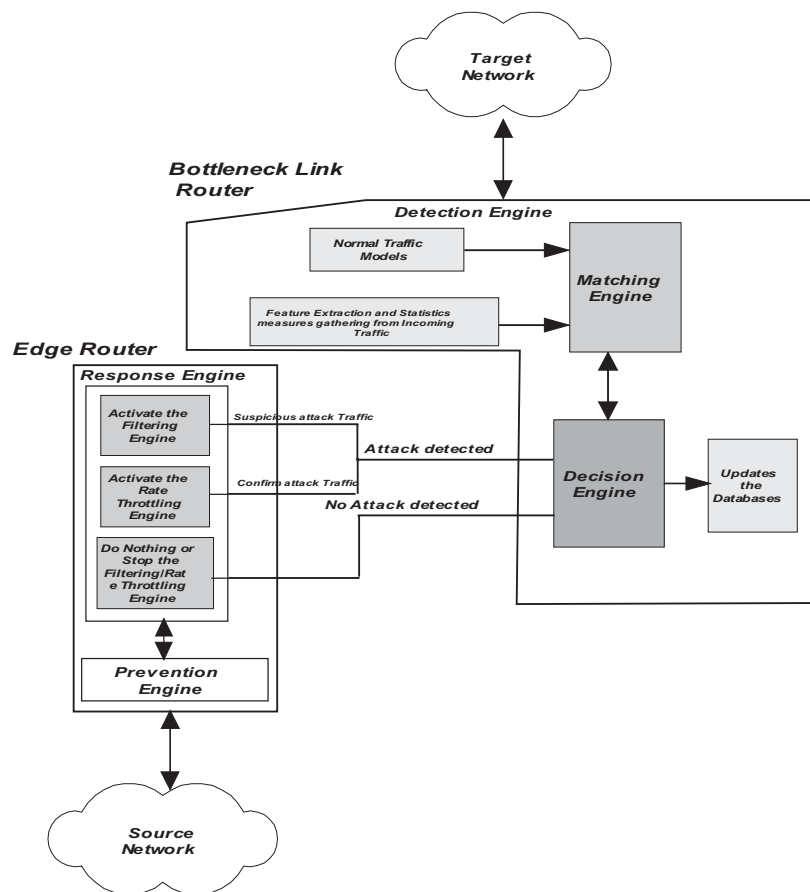 Target
Network
Bottleneck Link
Router
Detection Engine
Normal Traffic
Models
Matching
Engine
Feature Extraction and Statistics
measures gathering from Incoming
Traffic
Edge Router
Response Engine
Activate the
Filtering
Engine
Suspicious attack Traffic
Attack detected
Decision
Engine
Updates
the
Databases
Activate the
Rate
Throttling
Engine
Confirm attack Traffic
No Attack detected
Do Nothing or
Stop the
Filtering/Rat
e Throttling
Engine
Prevention
Engine
Source
Network